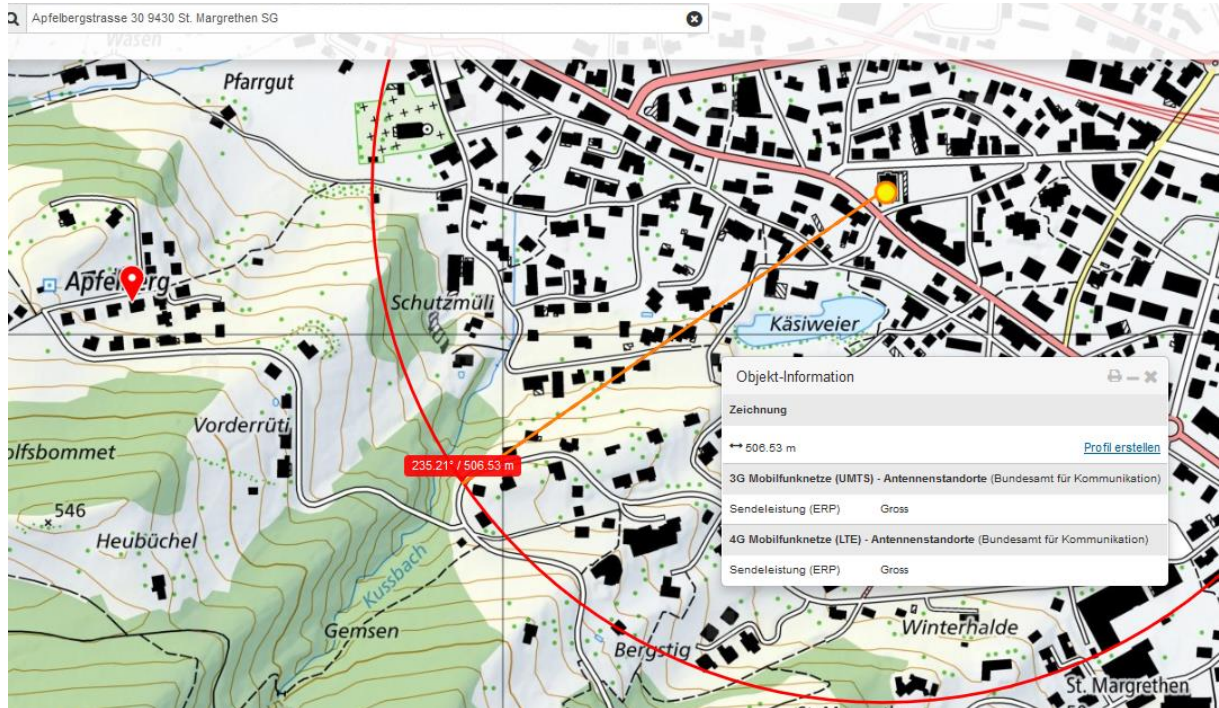 Apfelbergstrasse 30 9430 St. Margrethen SG
Wasen
Pfarrgut
Schutzmüli
Käsiweier
Objekt-Information
Zeichnung
506.53 m Profil erstellen
Vorderrüti
235.21° / 506.53 m
3G Mobilfunknetze (UMTS) - Antennenstandorte (Bundesamt für Kommunikation)
Sendeleistung (ERP) Gross
546
4G Mobilfunknetze (LTE) - Antennenstandorte (Bundesamt für Kommunikation)
Heubüchel
Sendeleistung (ERP) Gross
Kussbach
Gemsen
Winterhalde
Bergstig
St. Margrethen